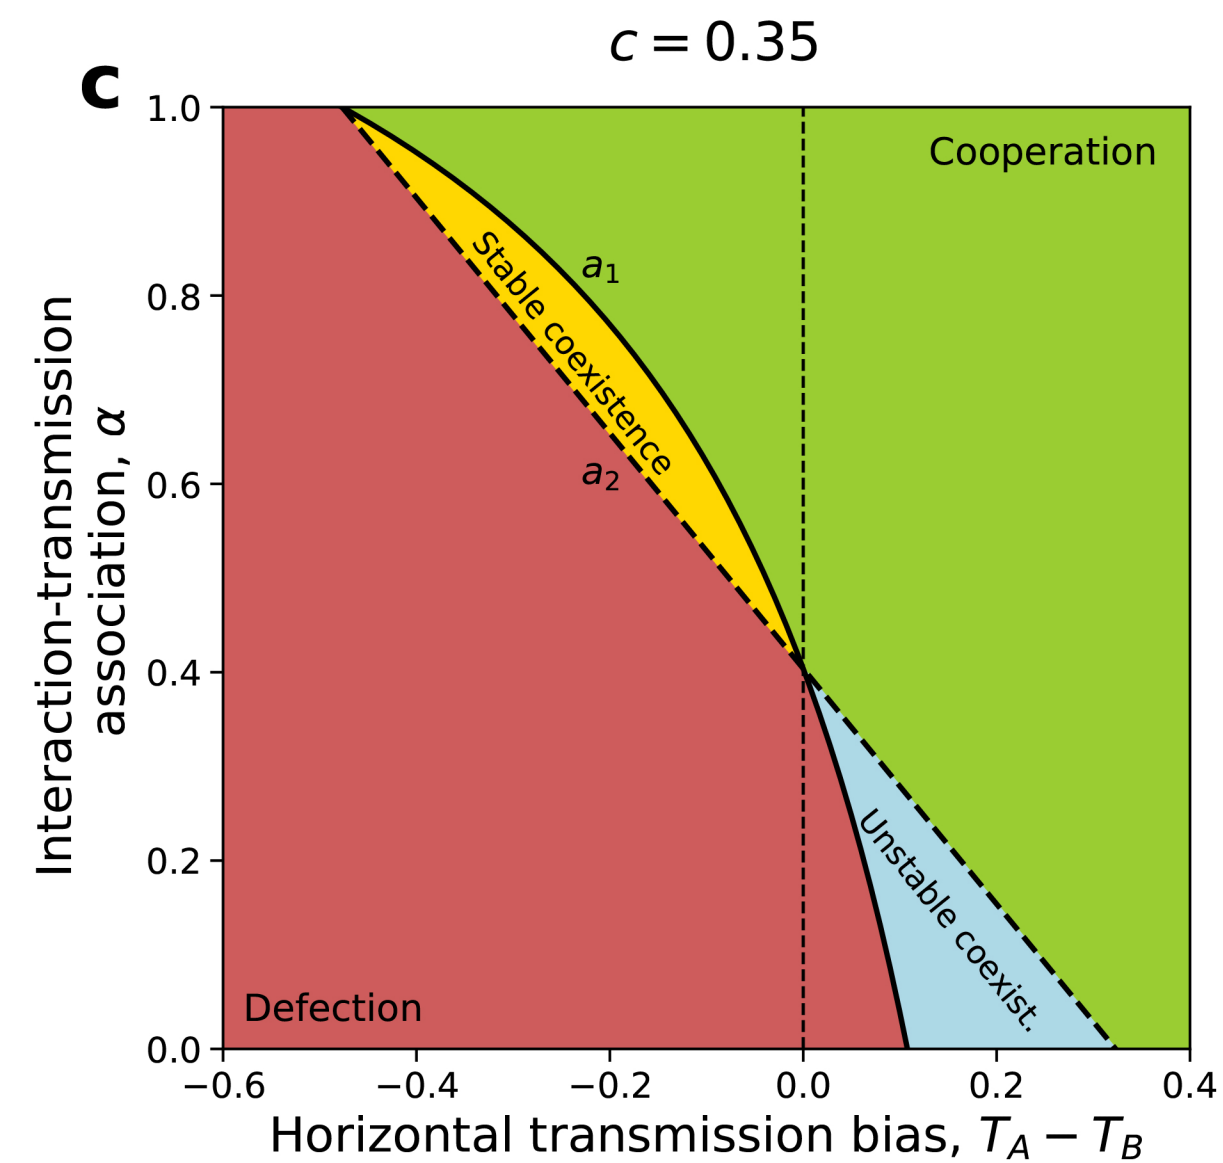 c = 0.35
c
1.0
0.8
0.6
0.4
0.2
0.0
Interaction-transmission
association, α
Cooperation
a₁
Stable coexistence
a₂
Unstable coexist.
Defection
−0.6 −0.4 −0.2 0.0 0.2 0.4
Horizontal transmission bias, T_A − T_B